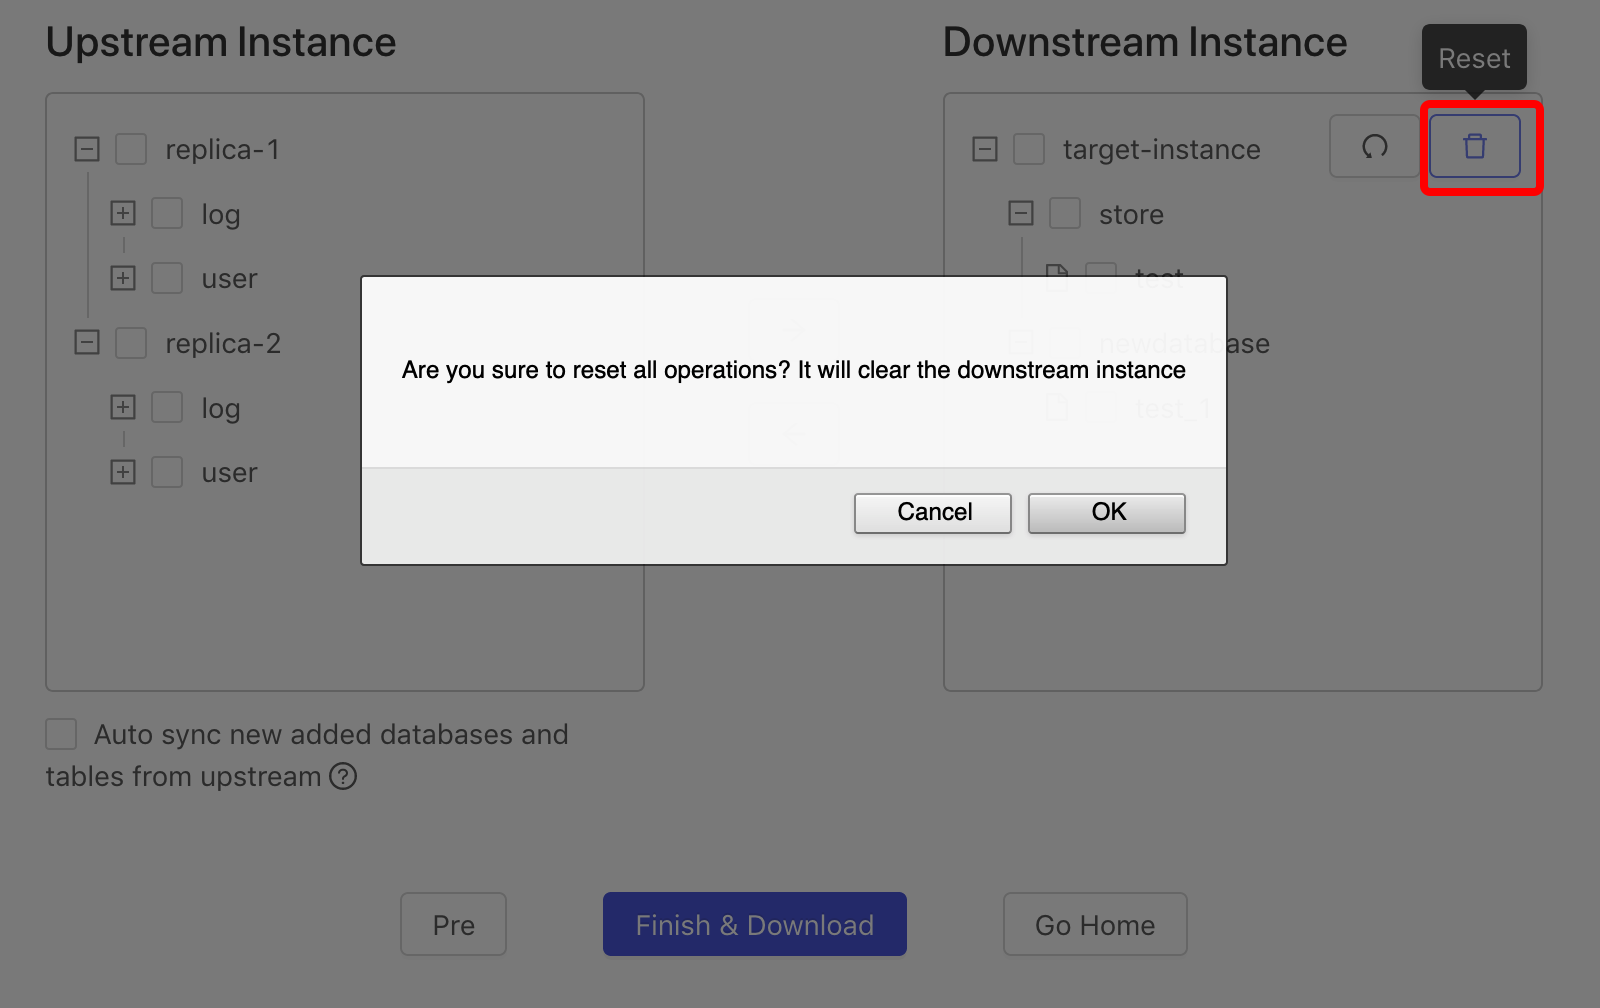 Upstream Instance
Downstream Instance
Reset
replica-1
log
user
replica-2
log
user
target-instance
store
test
newdatabase
test_1
Are you sure to reset all operations? It will clear the downstream instance
Cancel
OK
Auto sync new added databases and
tables from upstream ?
Pre
Finish & Download
Go Home